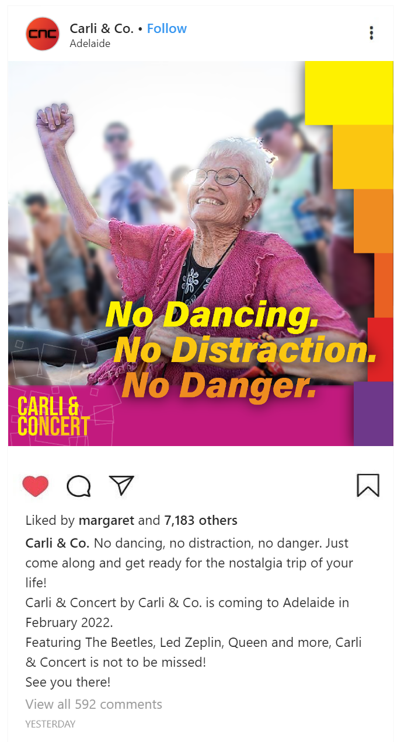 CNC
Carli & Co. • Follow
Adelaide
No Dancing.
No Distraction.
No Danger.
CARLI &
CONCERT
Liked by margaret and 7,183 others
Carli & Co. No dancing, no distraction, no danger. Just
come along and get ready for the nostalgia trip of your
life!
Carli & Concert by Carli & Co. is coming to Adelaide in
February 2022.
Featuring The Beetles, Led Zeplin, Queen and more, Carli
& Concert is not to be missed!
See you there!
View all 592 comments
YESTERDAY